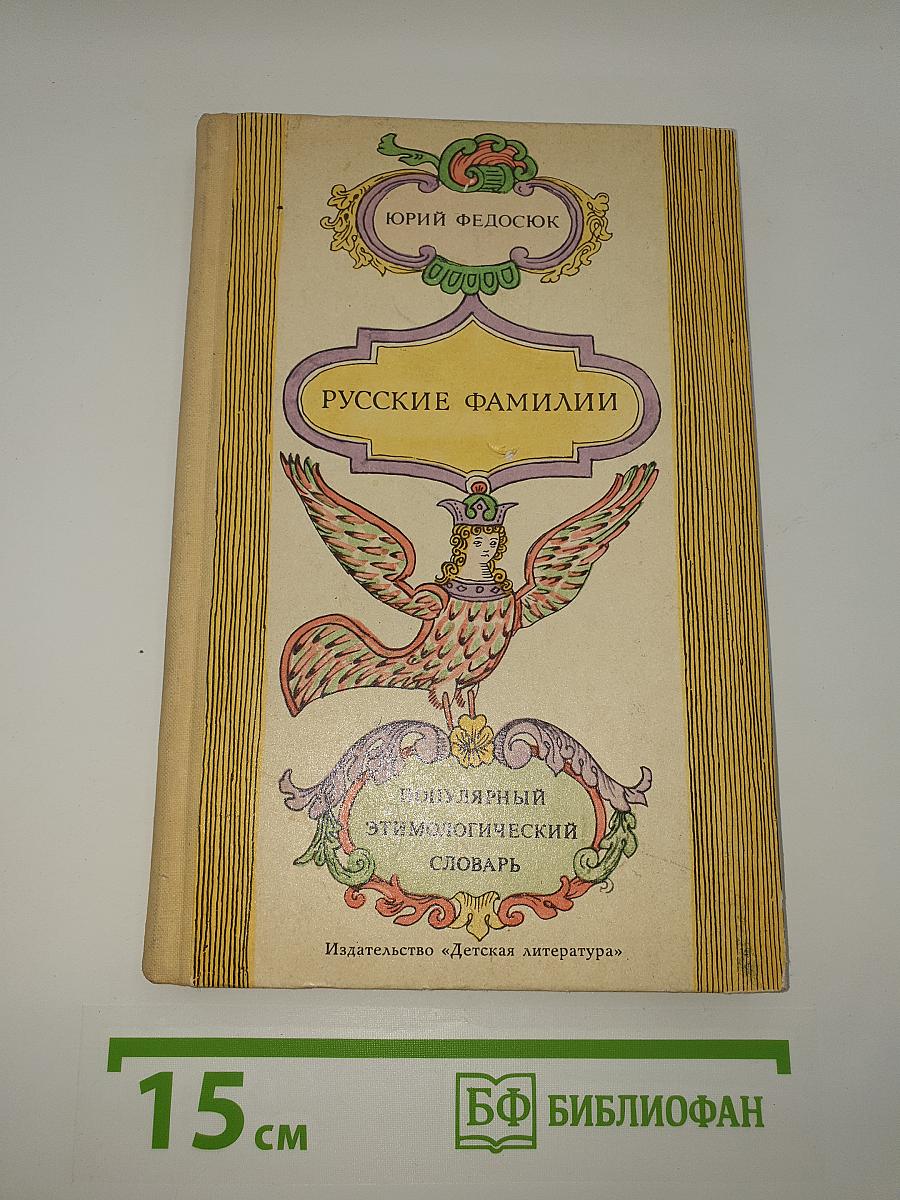 ЮРИЙ ФЕДОСЮК
РУССКИЕ ФАМИЛИИ
ПОПУЛЯРНЫЙ
ЭТИМОЛОГИЧЕСКИЙ
СЛОВАРЬ
Издательство «Детская литература»
15 см
БФ БИБЛИОФАН